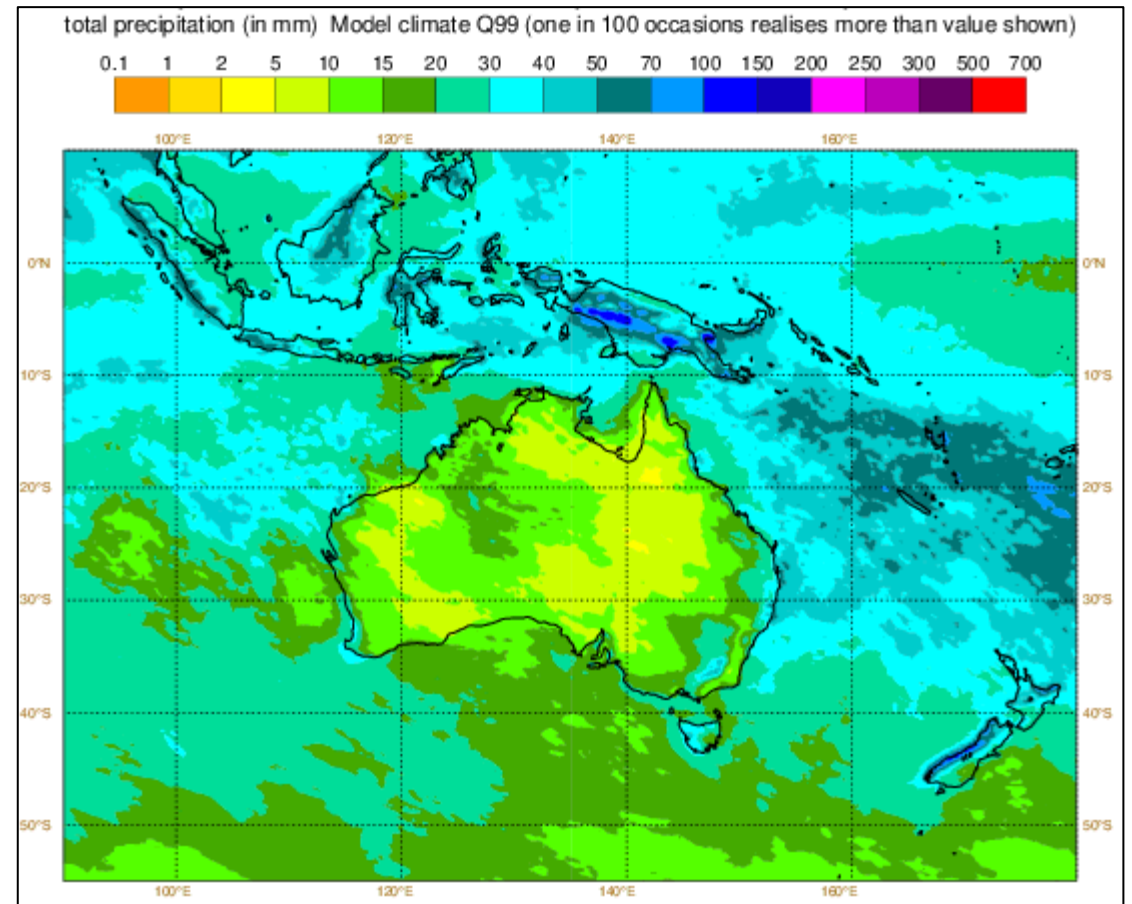 total precipitation (in mm) Model climate Q99 (one in 100 occasions realises more than value shown)
0.1 1 2 5 10 15 20 30 40 50 70 100 150 200 250 300 500 700
100°E 120°E 140°E 160°E
0°N 0°N
10°S 10°S
20°S 20°S
30°S 30°S
40°S 40°S
50°S 50°S
100°E 120°E 140°E 160°E